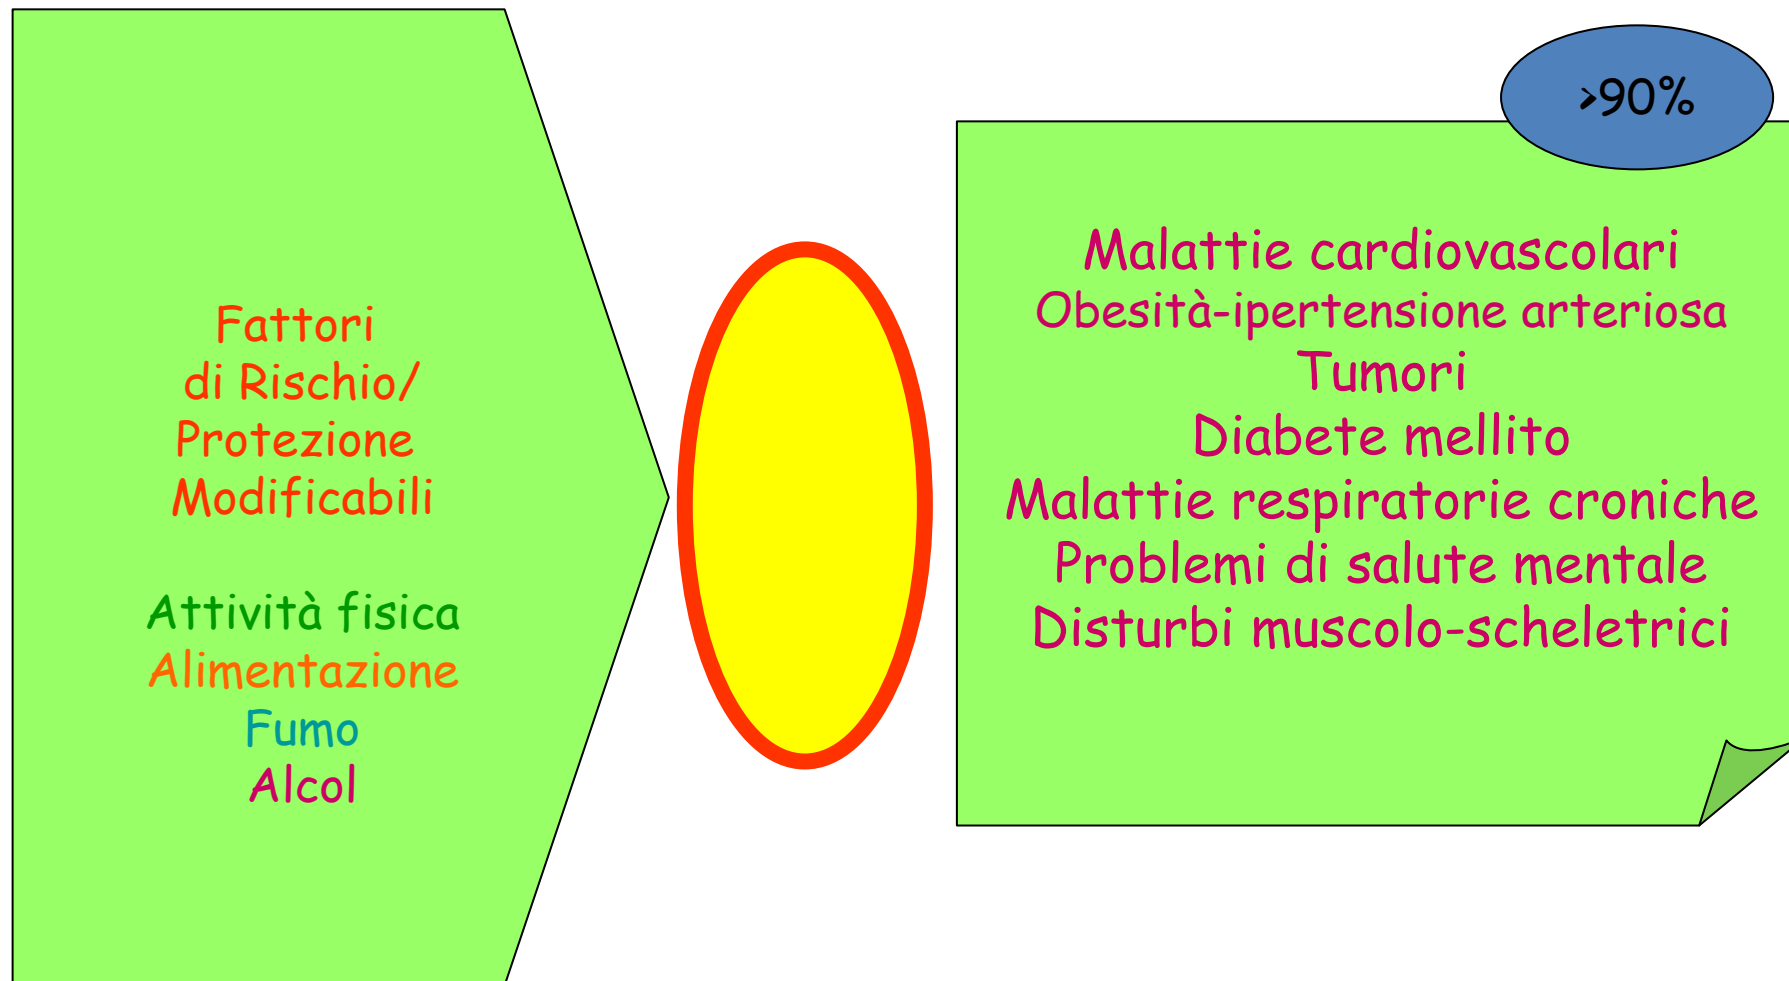 Fattori
di Rischio/
Protezione
Modificabili
Attività fisica
Alimentazione
Fumo
Alcol
>90%
Malattie cardiovascolari
Obesità-ipertensione arteriosa
Tumori
Diabete mellito
Malattie respiratorie croniche
Problemi di salute mentale
Disturbi muscolo-scheletrici